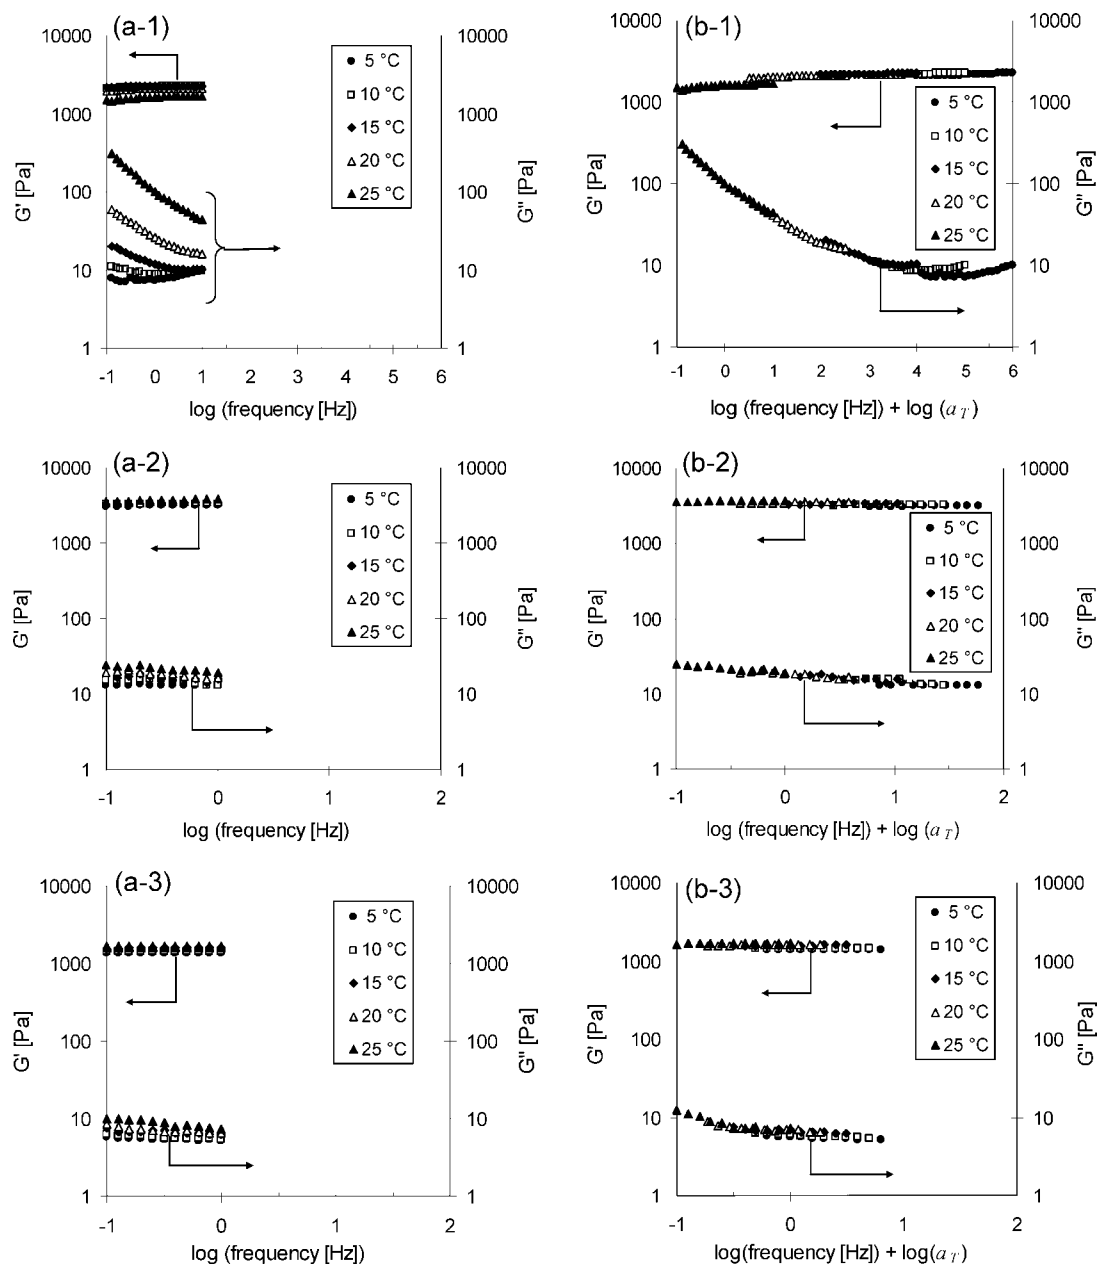 (a-1)
10000
1000
100
10
1
G' [Pa]
-1 0 1 2 3 4 5 6
log (frequency [Hz])
10000
1000
100
10
1
G'' [Pa]
5 °C
10 °C
15 °C
20 °C
25 °C
(b-1)
10000
1000
100
10
1
G' [Pa]
-1 0 1 2 3 4 5 6
log (frequency [Hz]) + log (a T)
10000
1000
100
10
1
G'' [Pa]
5 °C
10 °C
15 °C
20 °C
25 °C
(a-2)
10000
1000
100
10
1
G' [Pa]
-1 0 1 2
log (frequency [Hz])
10000
1000
100
10
1
G'' [Pa]
5 °C
10 °C
15 °C
20 °C
25 °C
(b-2)
10000
1000
100
10
1
G' [Pa]
-1 0 1 2
log (frequency [Hz]) + log (a T)
10000
1000
100
10
1
G'' [Pa]
5 °C
10 °C
15 °C
20 °C
25 °C
(a-3)
10000
1000
100
10
1
G' [Pa]
-1 0 1 2
log (frequency [Hz])
10000
1000
100
10
1
G'' [Pa]
5 °C
10 °C
15 °C
20 °C
25 °C
(b-3)
10000
1000
100
10
1
G' [Pa]
-1 0 1 2
log(frequency [Hz]) + log(a T)
10000
1000
100
10
1
G'' [Pa]
5 °C
10 °C
15 °C
20 °C
25 °C